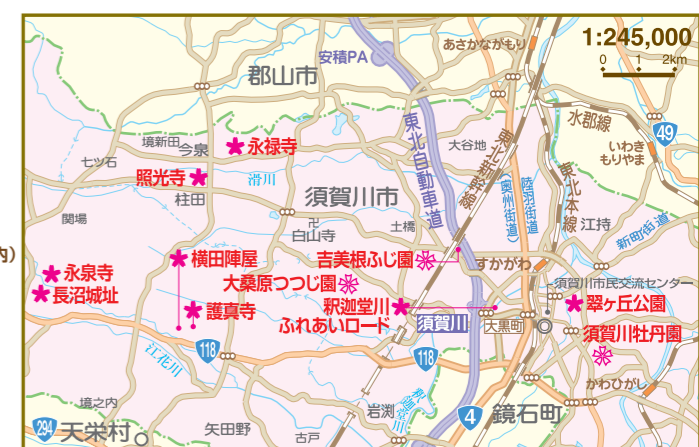 1:245,000
0 1 2km
安積PA
あさかながもり
郡山市
水郡線
49
いわき
もりやま
境新田
今泉
永禄寺
大谷地
東北自動車道
東北新幹線
陸羽街道
(奥州街道)
東北本線
七ツ石
照光寺
滑川
柱田
須賀川市
江持
新町街道
関場
卍
白山寺
土橋
内)
横田陣屋
吉美根ふじ園
すかがわ
永泉寺
長沼城址
大桑原つつじ園
須賀川市民交流センター
護真寺
釈迦堂川
ふれあいロード
須賀川
大黒町
翠ヶ丘公園
須賀川牡丹園
江花川
118
118
かわひがし
境之内
岩渕
釈迦堂川
4
鏡石町
294
天栄村
矢田野
古戸